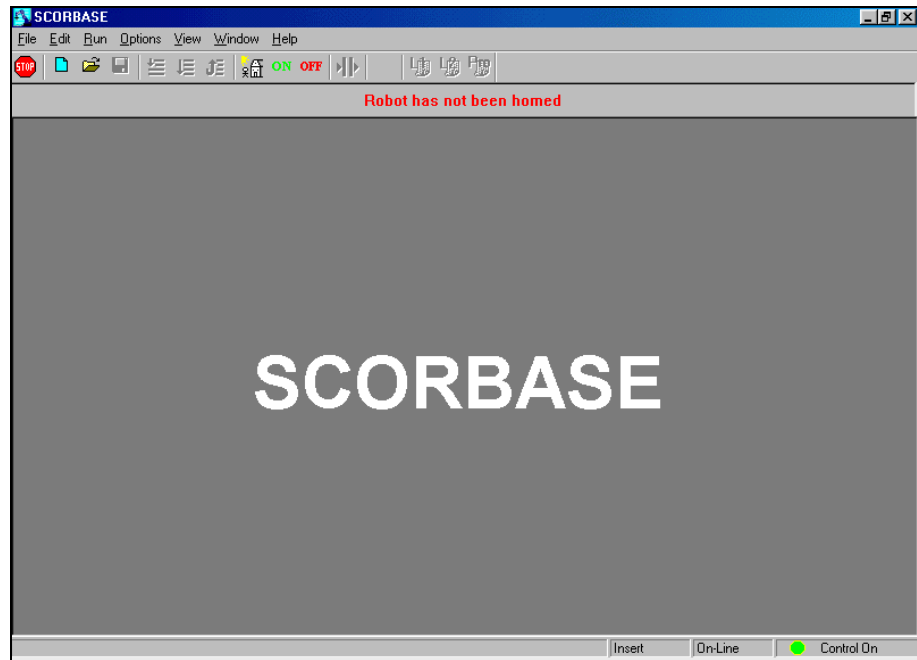 SCORBASE
File Edit Run Options View Window Help
STOP ON OFF
Robot has not been homed
SCORBASE
Insert On-Line Control On